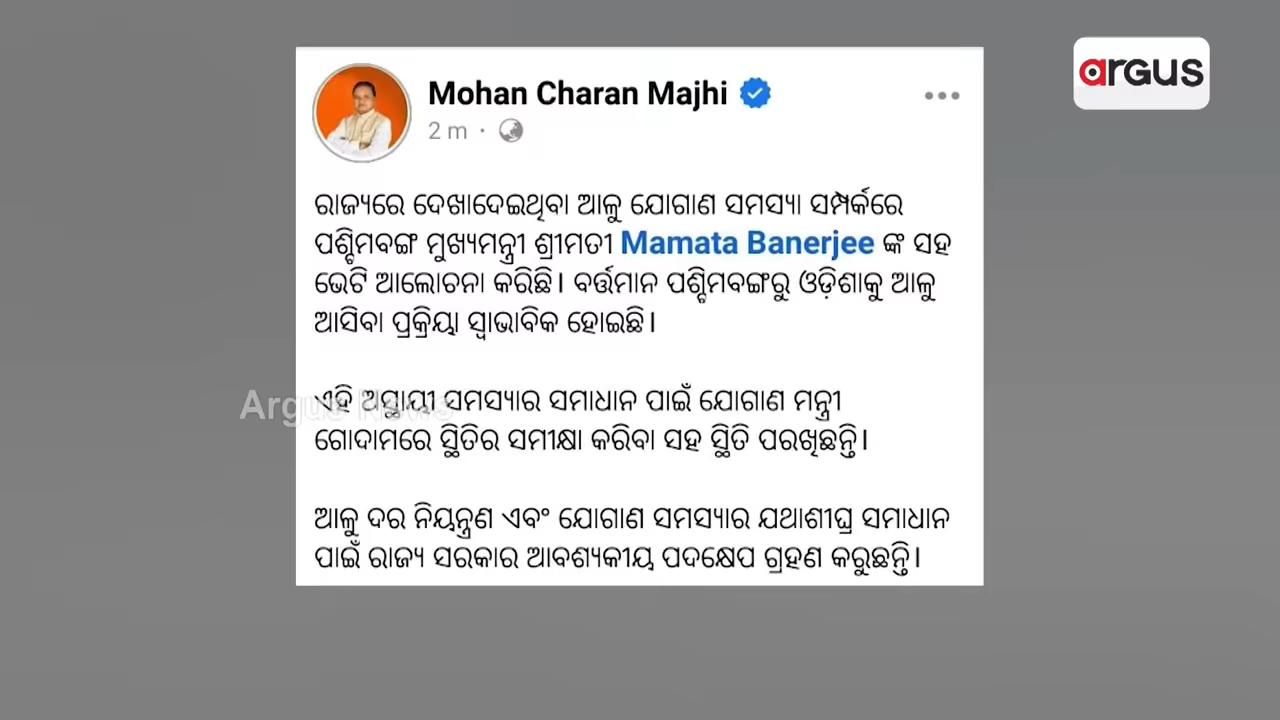 argus
Mohan Charan Majhi
2 m ·
ରାଜ୍ୟରେ ଦେଖାଦେଇଥିବା ଆଳୁ ଯୋଗାଣ ସମସ୍ୟା ସମ୍ପର୍କରେ
ପଶ୍ଚିମବଙ୍ଗ ମୁଖ୍ୟମନ୍ତ୍ରୀ ଶ୍ରୀମତୀ Mamata Banerjee ଙ୍କ ସହ
ଭେଟି ଆଲୋଚନା କରିଛି। ବର୍ତ୍ତମାନ ପଶ୍ଚିମବଙ୍ଗରୁ ଓଡ଼ିଶାକୁ ଆଳୁ
ଆସିବା ପ୍ରକ୍ରିୟା ସ୍ୱାଭାବିକ ହୋଇଛି।
ଏହି ଅସ୍ଥାୟୀ ସମସ୍ୟାର ସମାଧାନ ପାଇଁ ଯୋଗାଣ ମନ୍ତ୍ରୀ
Argus News
ଗୋଦାମରେ ସ୍ଥିତିର ସମୀକ୍ଷା କରିବା ସହ ସ୍ଥିତି ପରଖିଛନ୍ତି।
ଆଳୁ ଦର ନିୟନ୍ତ୍ରଣ ଏବଂ ଯୋଗାଣ ସମସ୍ୟାର ଯଥାଶୀଘ୍ର ସମାଧାନ
ପାଇଁ ରାଜ୍ୟ ସରକାର ଆବଶ୍ୟକୀୟ ପଦକ୍ଷେପ ଗ୍ରହଣ କରୁଛନ୍ତି।